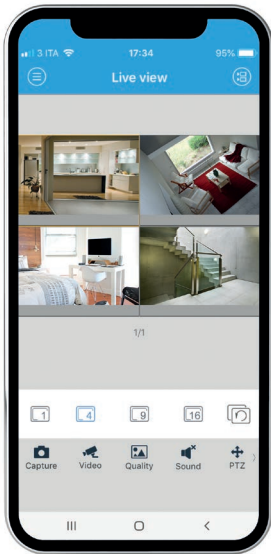 3 ITA 17:34 95%
Live view
1/1
1 4 9 16
Capture Video Quality Sound PTZ